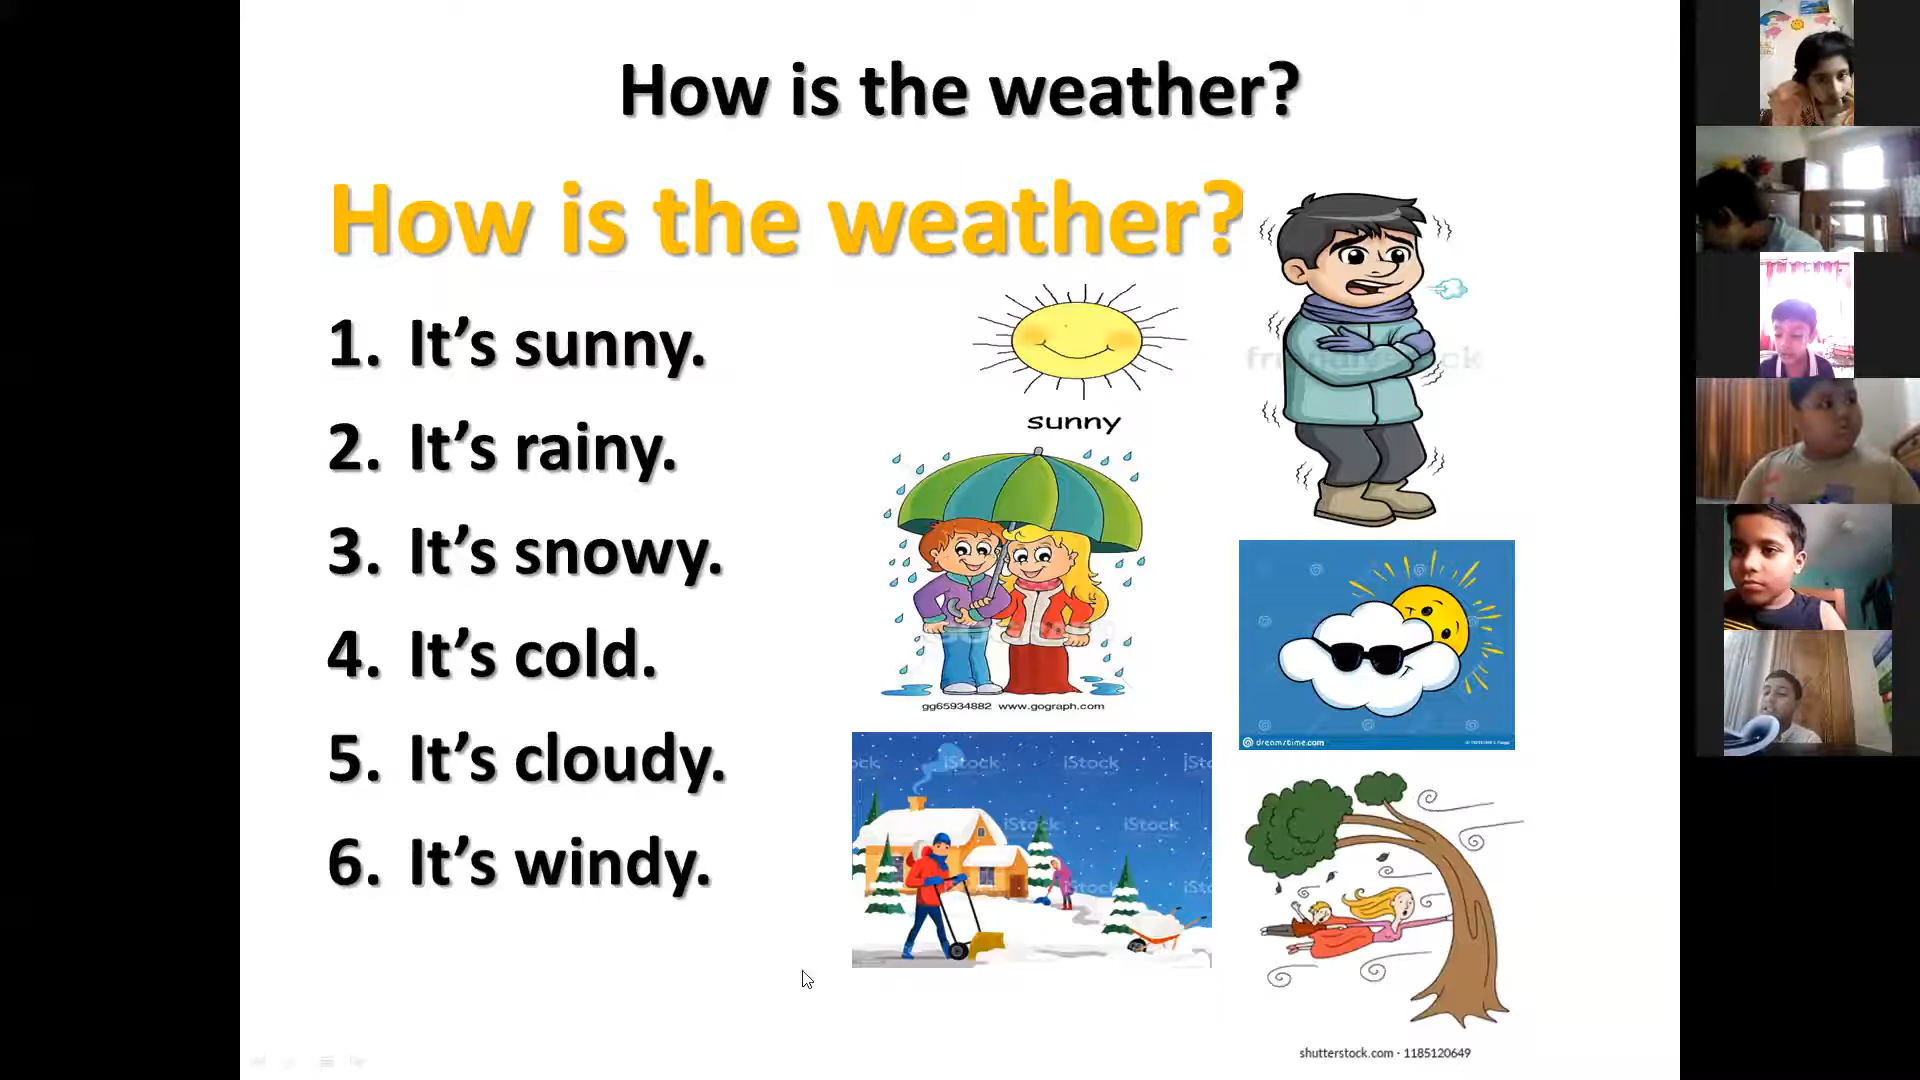 How is the weather?
How is the weather?
1. It’s sunny.
2. It’s rainy.
3. It’s snowy.
4. It’s cold.
5. It’s cloudy.
6. It’s windy.
sunny
gg65934882 www.gograph.com
iStock
iStock
iStock
iStock
iStock
dreamstime.com
shutterstock.com · 1185120649